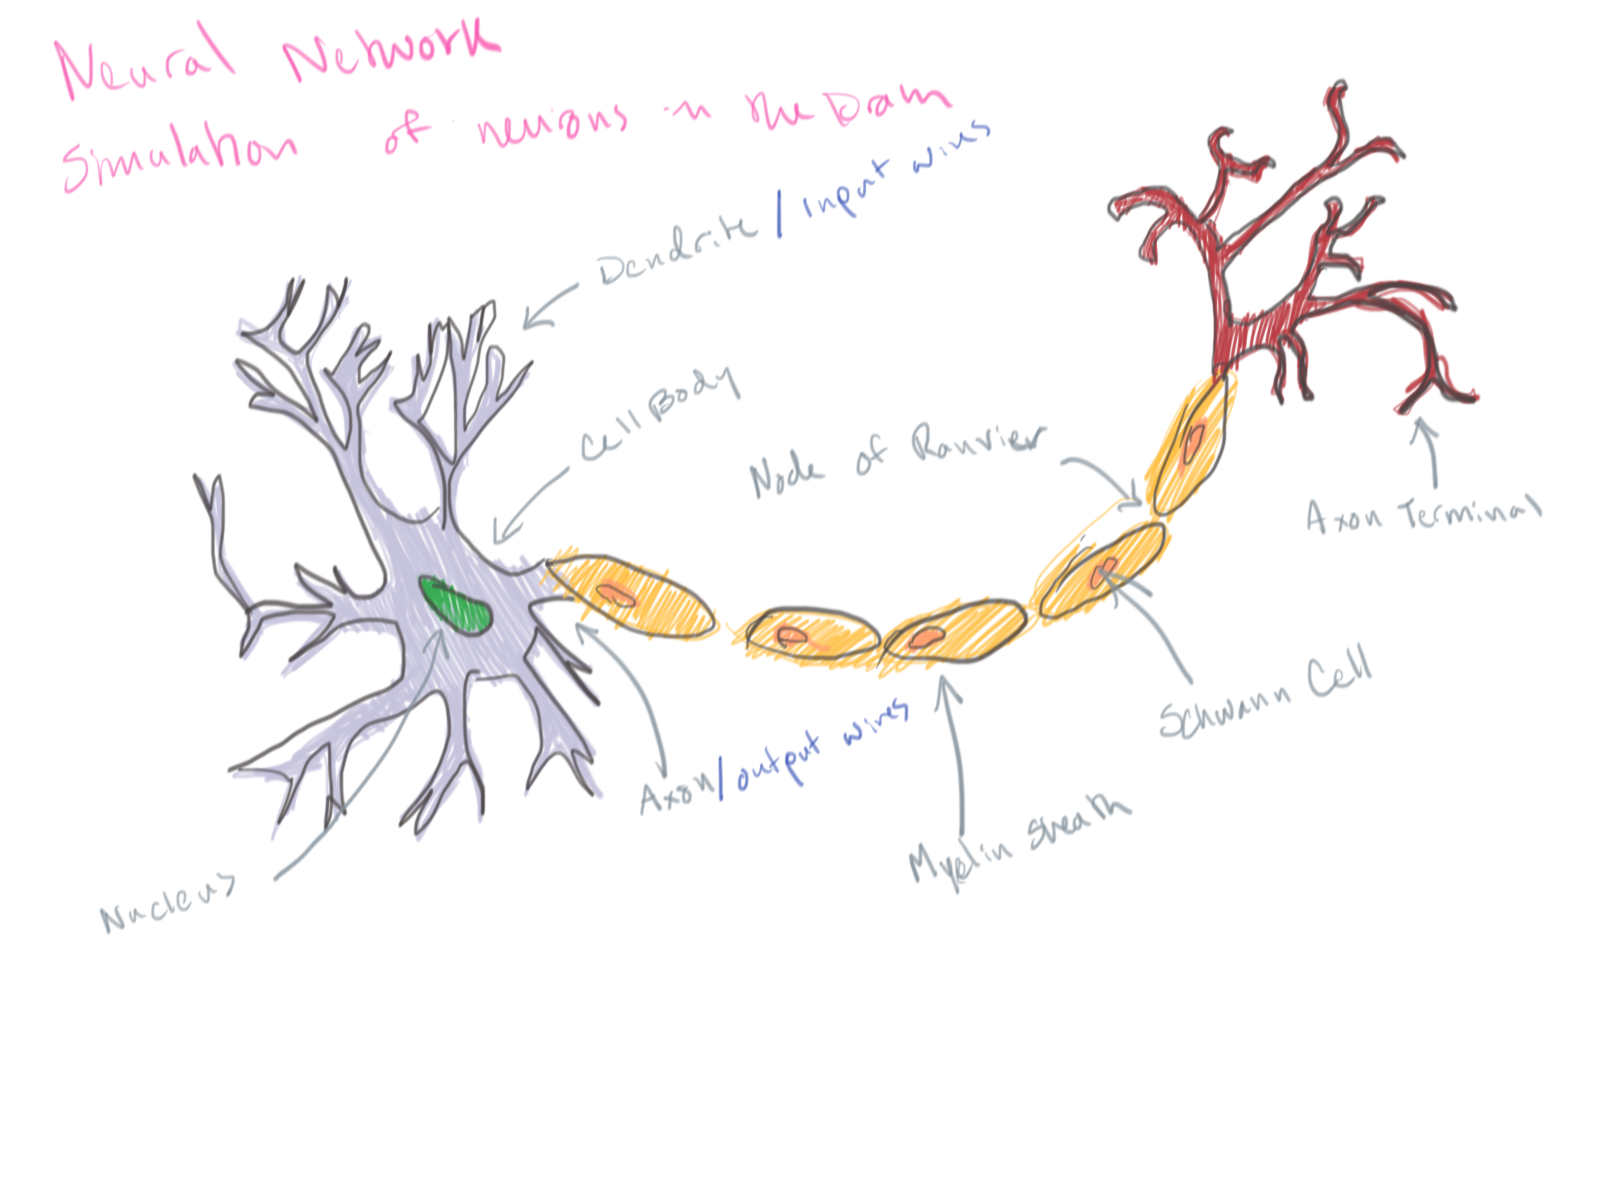 Neural Network
Simulation of neurons in the Brain
Dendrite / input wires
Cell Body
Node of Ranvier
Axon Terminal
Schwann Cell
Axon / output wires
Myelin Sheath
Nucleus